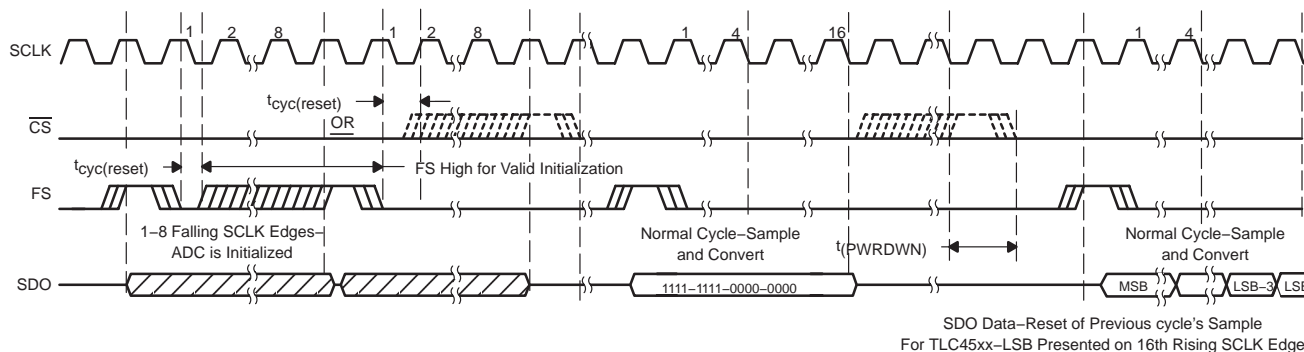 SCLK 1 2 8 1 2 8 1 4 16 1 4
tcyc(reset)
CS OR
tcyc(reset) FS High for Valid Initialization
FS
1–8 Falling SCLK Edges–
ADC is Initialized
Normal Cycle–Sample
and Convert
t(PWRDWN)
Normal Cycle–Sample
and Convert
SDO 1111–1111–0000–0000 MSB LSB–3 LSB
SDO Data–Reset of Previous cycle's Sample
For TLC45xx–LSB Presented on 16th Rising SCLK Edge